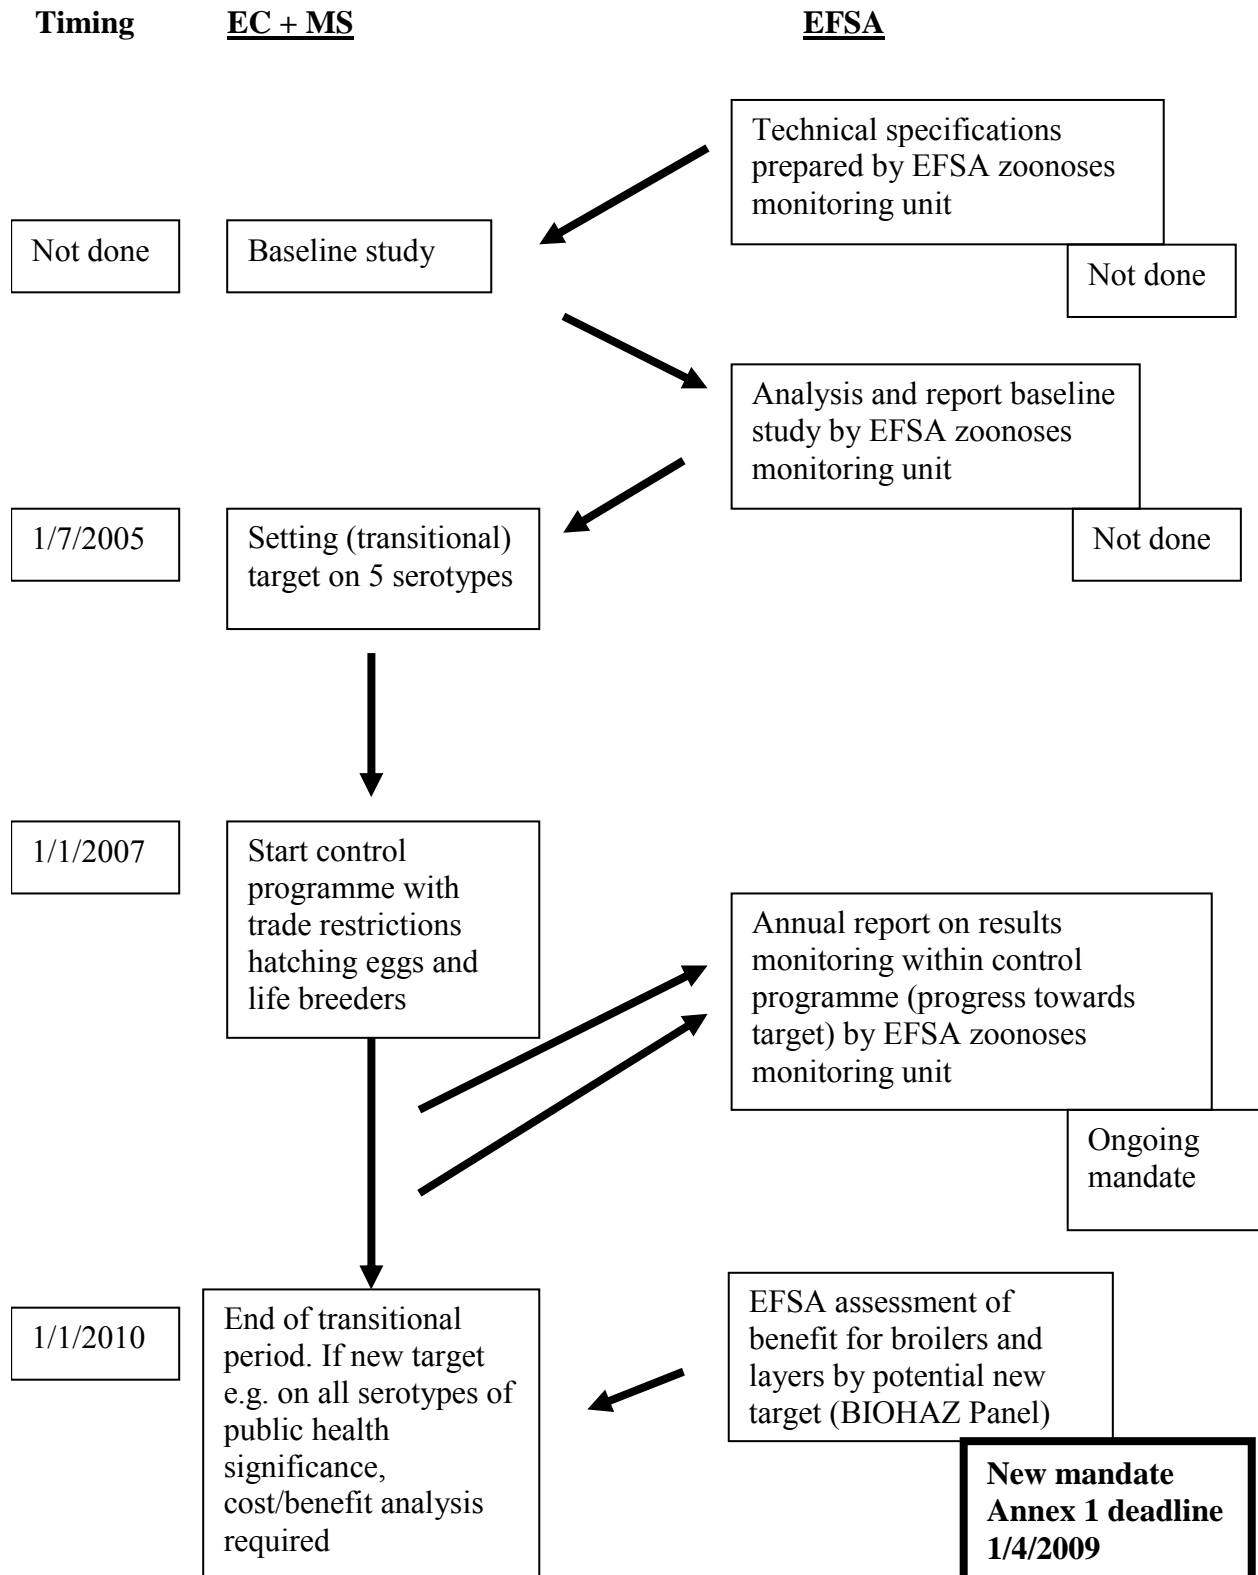 Timing EC + MS EFSA
Technical specifications
prepared by EFSA zoonoses
monitoring unit
Not done
Not done
Baseline study
Analysis and report baseline
study by EFSA zoonoses
monitoring unit
Not done
1/7/2005
Setting (transitional)
target on 5 serotypes
1/1/2007
Start control
programme with
trade restrictions
hatching eggs and
life breeders
Annual report on results
monitoring within control
programme (progress towards
target) by EFSA zoonoses
monitoring unit
Ongoing
mandate
1/1/2010
End of transitional
period. If new target
e.g. on all serotypes of
public health
significance,
cost/benefit analysis
required
EFSA assessment of
benefit for broilers and
layers by potential new
target (BIOHAZ Panel)
New mandate
Annex 1 deadline
1/4/2009